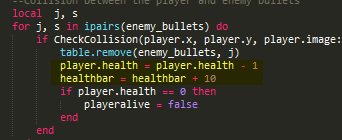 --collision between the player and enemy bullets
local j, s
for j, s in ipairs(enemy_bullets) do
if CheckCollision(player.x, player.y, player.image:
table.remove(enemy_bullets, j)
player.health = player.health - 1
healthbar = healthbar + 10
if player.health == 0 then
playeralive = false
end
end